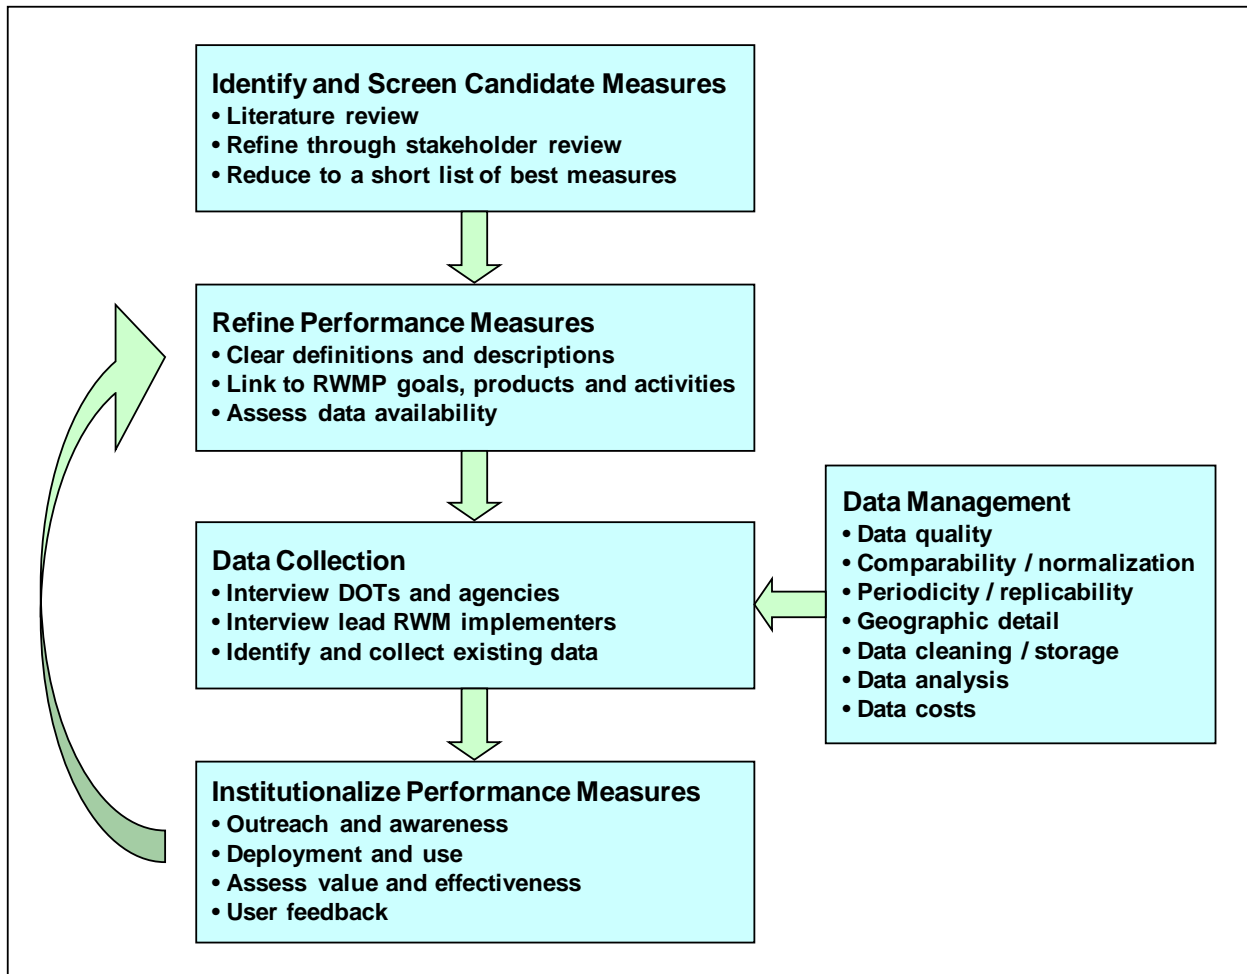 Identify and Screen Candidate Measures
• Literature review
• Refine through stakeholder review
• Reduce to a short list of best measures
Refine Performance Measures
• Clear definitions and descriptions
• Link to RWMP goals, products and activities
• Assess data availability
Data Collection
• Interview DOTs and agencies
• Interview lead RWM implementers
• Identify and collect existing data
Data Management
• Data quality
• Comparability / normalization
• Periodicity / replicability
• Geographic detail
• Data cleaning / storage
• Data analysis
• Data costs
Institutionalize Performance Measures
• Outreach and awareness
• Deployment and use
• Assess value and effectiveness
• User feedback